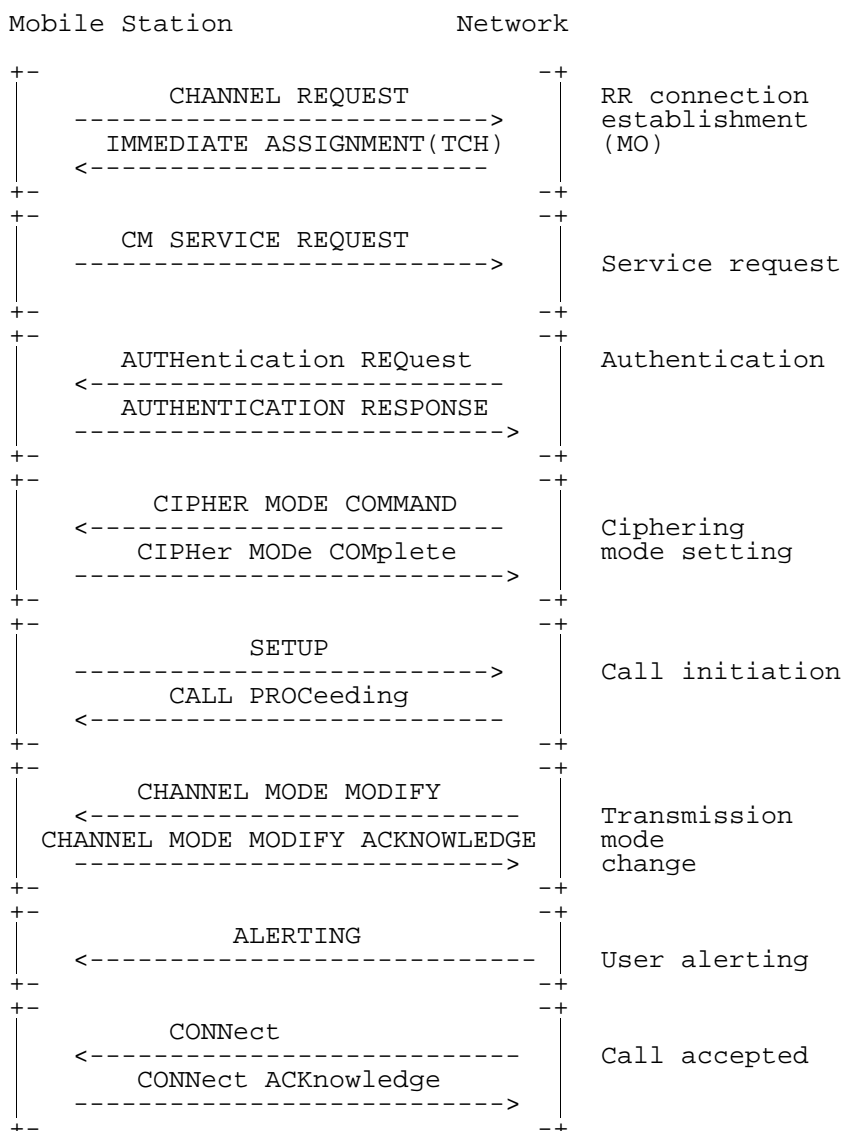 Mobile Station Network
+- -+
CHANNEL REQUEST RR connection
--------------------------> establishment
IMMEDIATE ASSIGNMENT(TCH) (MO)
<-------------------------
+- -+
+- -+
CM SERVICE REQUEST
--------------------------> Service request
+- -+
+- -+
AUTHentication REQuest Authentication
<--------------------------
AUTHENTICATION RESPONSE
--------------------------->
+- -+
+- -+
CIPHER MODE COMMAND
<-------------------------- Ciphering
CIPHer MODe COMplete mode setting
--------------------------->
+- -+
+- -+
SETUP
--------------------------> Call initiation
CALL PROCeeding
<--------------------------
+- -+
+- -+
CHANNEL MODE MODIFY
<--------------------------- Transmission
CHANNEL MODE MODIFY ACKNOWLEDGE mode
---------------------------> change
+- -+
+- -+
ALERTING
<---------------------------- User alerting
+- -+
+- -+
CONNect
<--------------------------- Call accepted
CONNect ACKnowledge
--------------------------->
+- -+